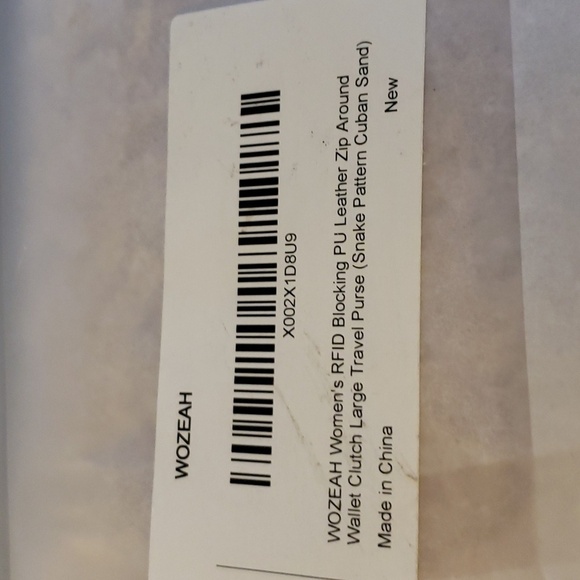 WOZEAH
X002X1D8U9
WOZEAH Women's RFID Blocking PU Leather Zip Around
Wallet Clutch Large Travel Purse (Snake Pattern Cuban Sand)
New
Made in China